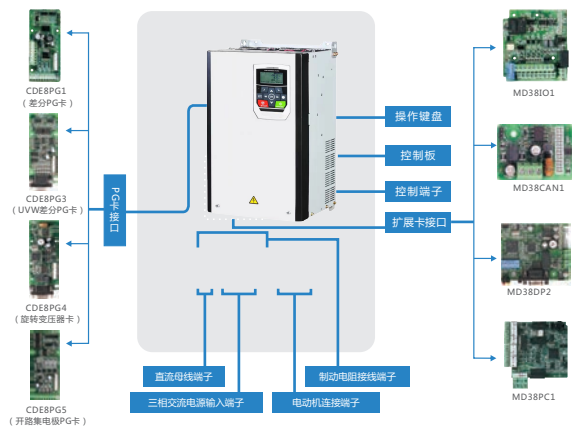 CDE8PG1
（差分PG卡）
CDE8PG3
（UVW差分PG卡）
CDE8PG4
（旋转变压器卡）
CDE8PG5
（开路集电极PG卡）
PG卡接口
操作键盘
控制板
控制端子
扩展卡接口
直流母线端子
制动电阻接线端子
三相交流电源输入端子
电动机连接端子
MD38IO1
MD38CAN1
MD38DP2
MD38PC1